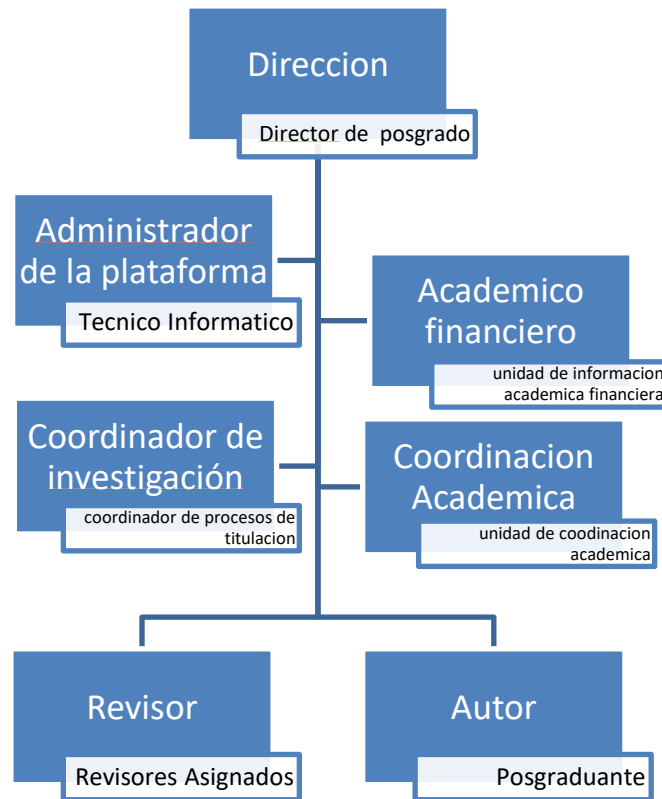 Direccion
Director de posgrado
Administrador
de la plataforma
Tecnico Informatico
Academico
financiero
unidad de informacion
academica financiera
Coordinador de
investigación
coordinador de procesos de
titulacion
Coordinacion
Academica
unidad de coodinacion
academica
Revisor
Revisores Asignados
Autor
Posgraduante